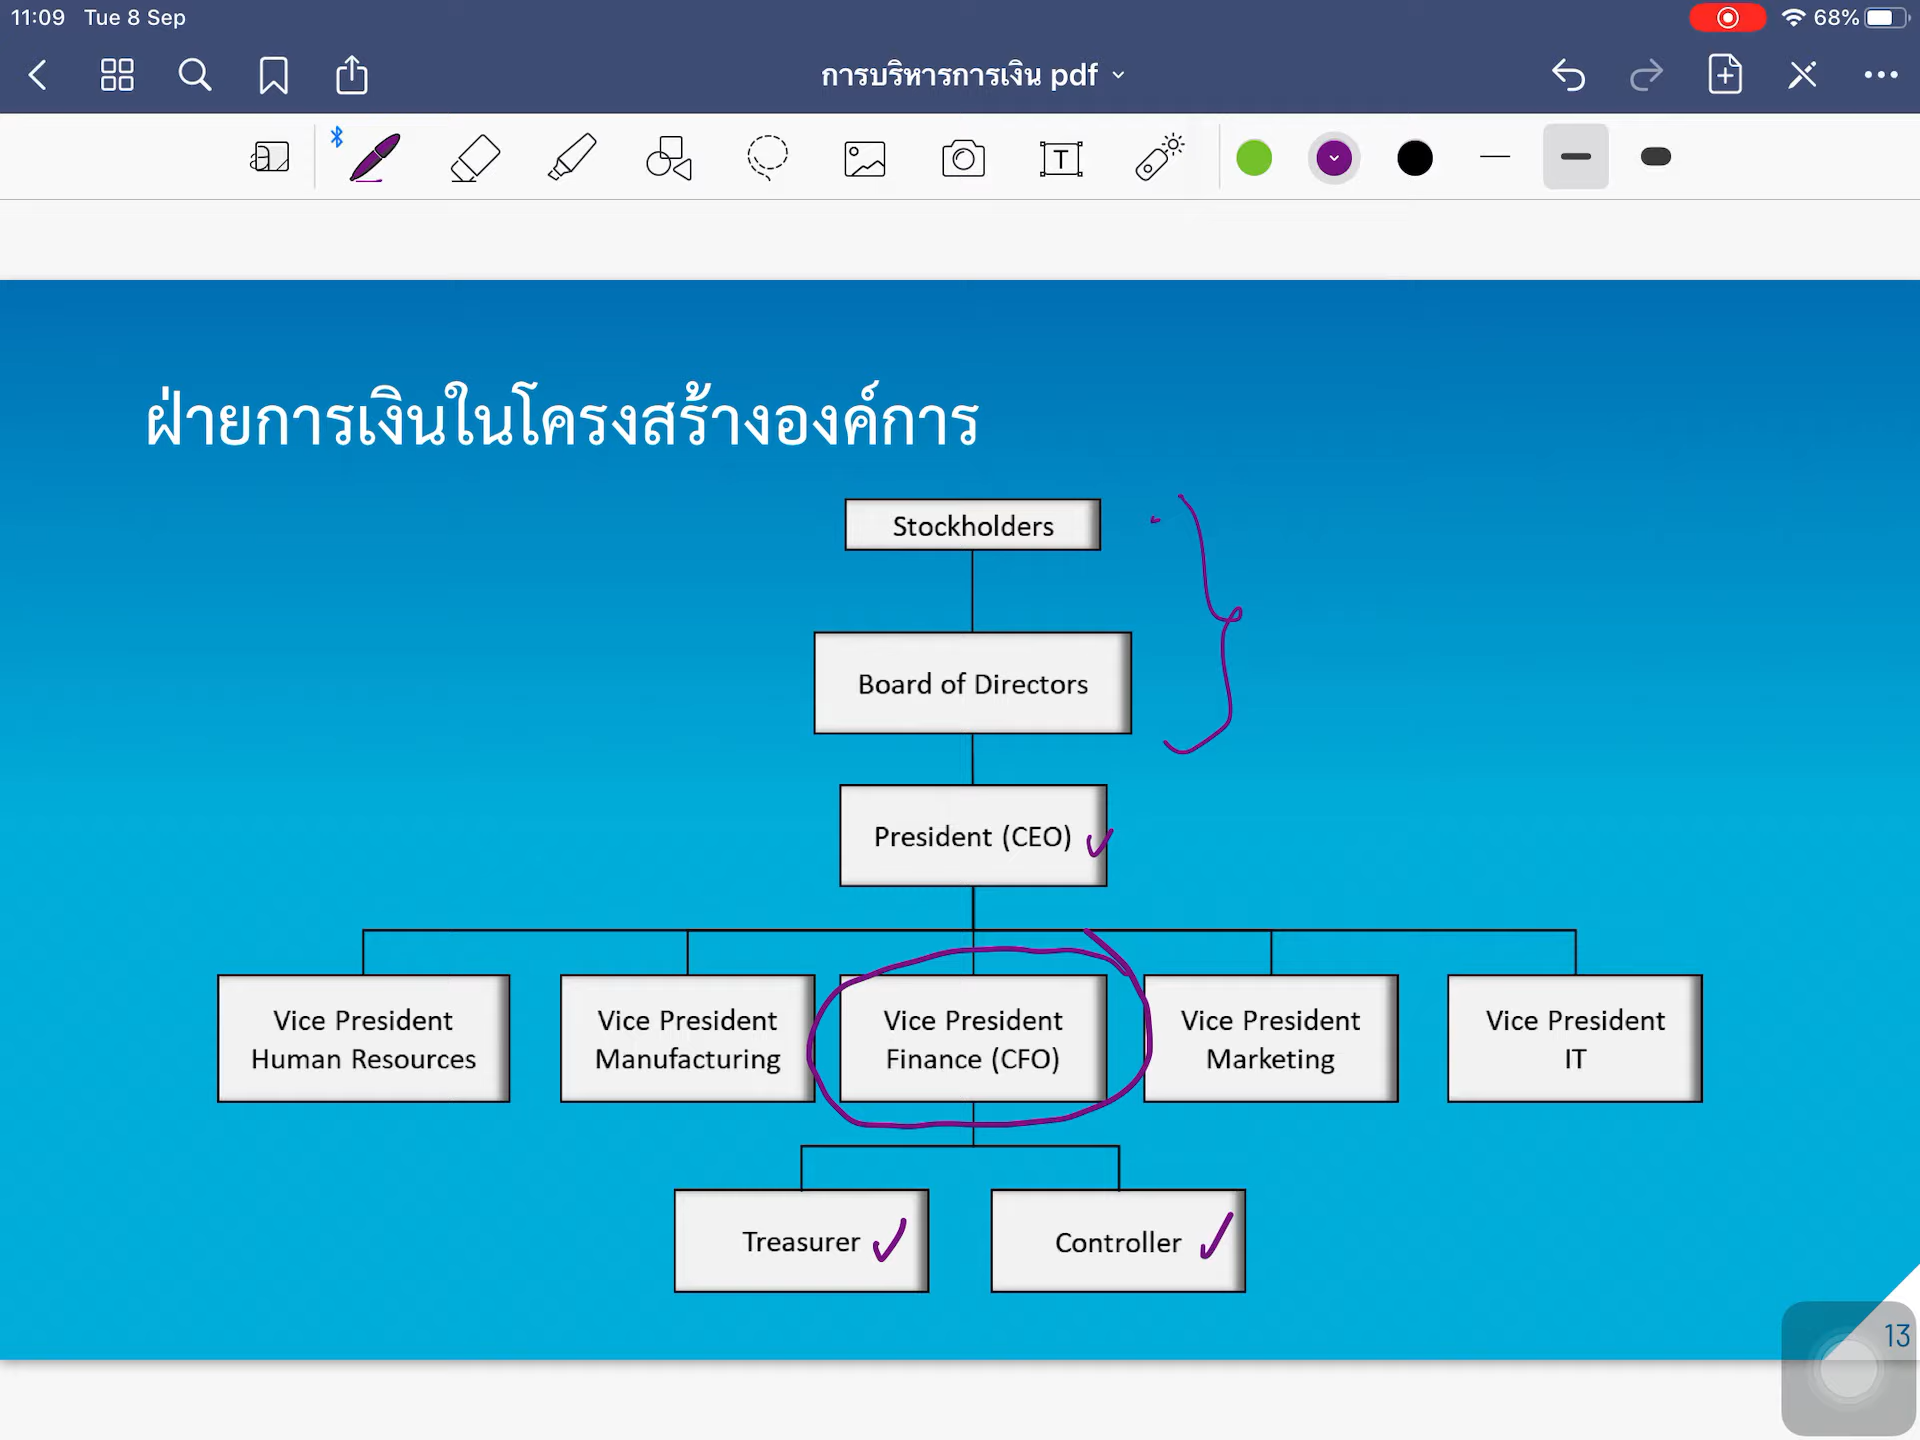 11:09 Tue 8 Sep
68%
การบริหารการเงิน pdf
a
T
ฝ่ายการเงินในโครงสร้างองค์การ
Stockholders
Board of Directors
President (CEO)
Vice President
Human Resources
Vice President
Manufacturing
Vice President
Finance (CFO)
Vice President
Marketing
Vice President
IT
Treasurer
Controller
13